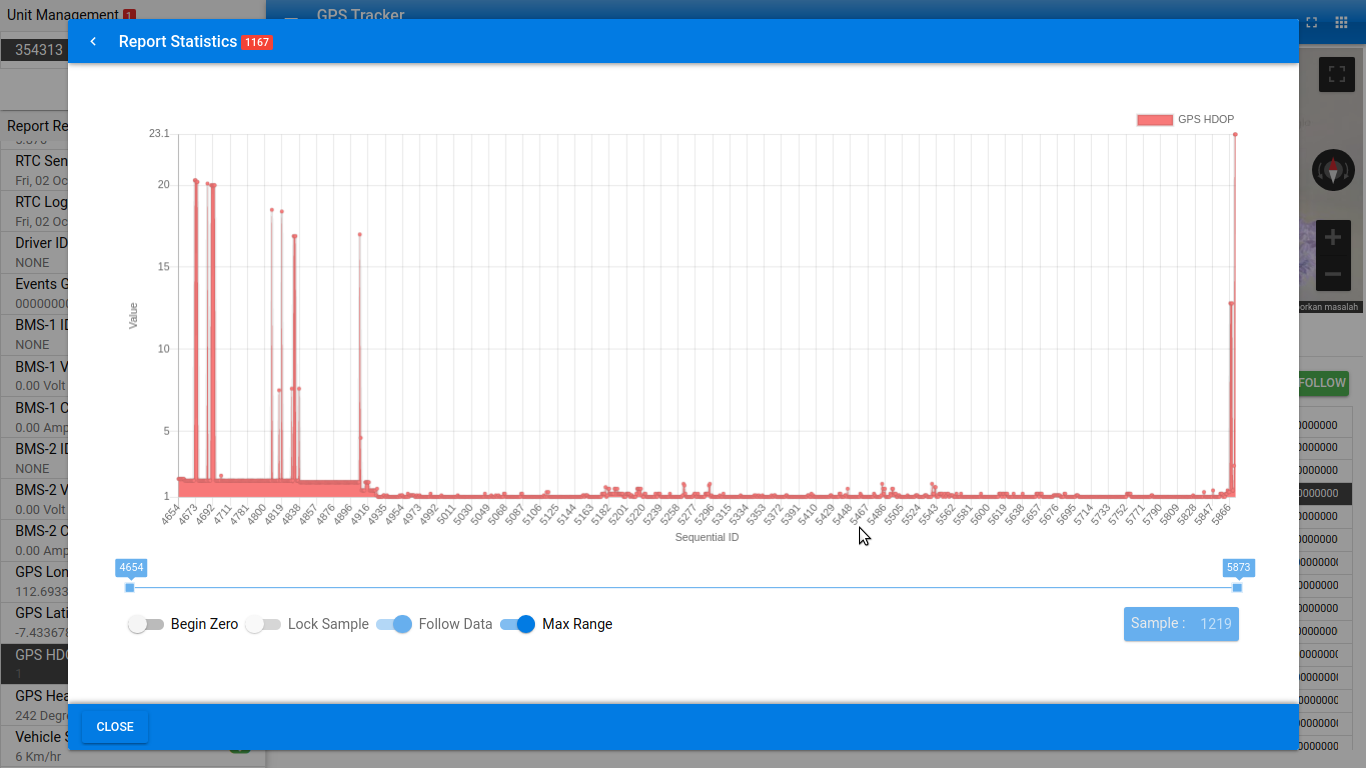 Unit Management 1
GPS Tracker
354313
Report Statistics 1167
Report Re
RTC Sen
Fri, 02 Oc
RTC Log
Fri, 02 Oc
Driver ID
NONE
Events G
00000000
BMS-1 ID
NONE
BMS-1 V
0.00 Volt
BMS-1 C
0.00 Amp
BMS-2 ID
NONE
BMS-2 V
0.00 Volt
BMS-2 C
0.00 Amp
GPS Lon
112.6933
GPS Lati
-7.433678
GPS HDO
1
GPS Hea
242 Degr
Vehicle S
6 Km/hr
GPS HDOP
23.1
20
15
10
5
1
Value
4654 4673 4692 4711 4781 4800 4819 4838 4857 4876 4896 4916 4935 4954 4973 4992 5011 5030 5049 5068 5087 5106 5125 5144 5163 5182 5201 5220 5239 5258 5277 5296 5315 5334 5353 5372 5391 5410 5429 5448 5467 5486 5505 5524 5543 5562 5581 5600 5619 5638 5657 5676 5695 5714 5733 5752 5771 5790 5809 5828 5847 5866
Sequential ID
4654 5873
Begin Zero Lock Sample Follow Data Max Range
Sample : 1219
CLOSE
orkan masalah
FOLLOW